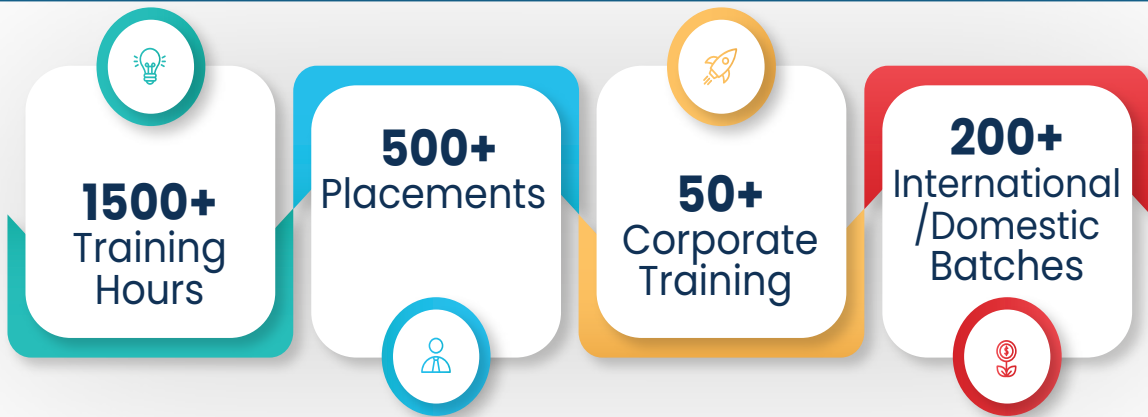 1500+
Training
Hours
500+
Placements
50+
Corporate
Training
200+
International
/Domestic
Batches
$